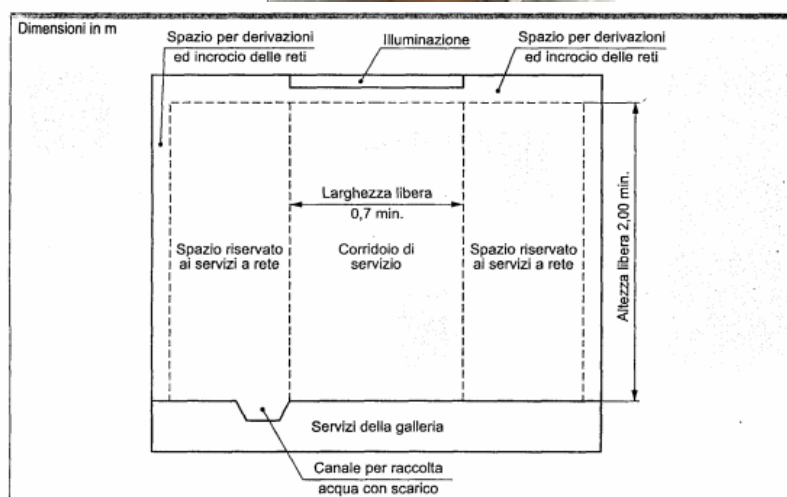 Dimensioni in m
Spazio per derivazioni
ed incrocio delle reti
Illuminazione
Spazio per derivazioni
ed incrocio delle reti
Larghezza libera
0,7 min.
Spazio riservato
ai servizi a rete
Corridoio di
servizio
Spazio riservato
ai servizi a rete
Altezza libera 2,00 min.
Servizi della galleria
Canale per raccolta
acqua con scarico